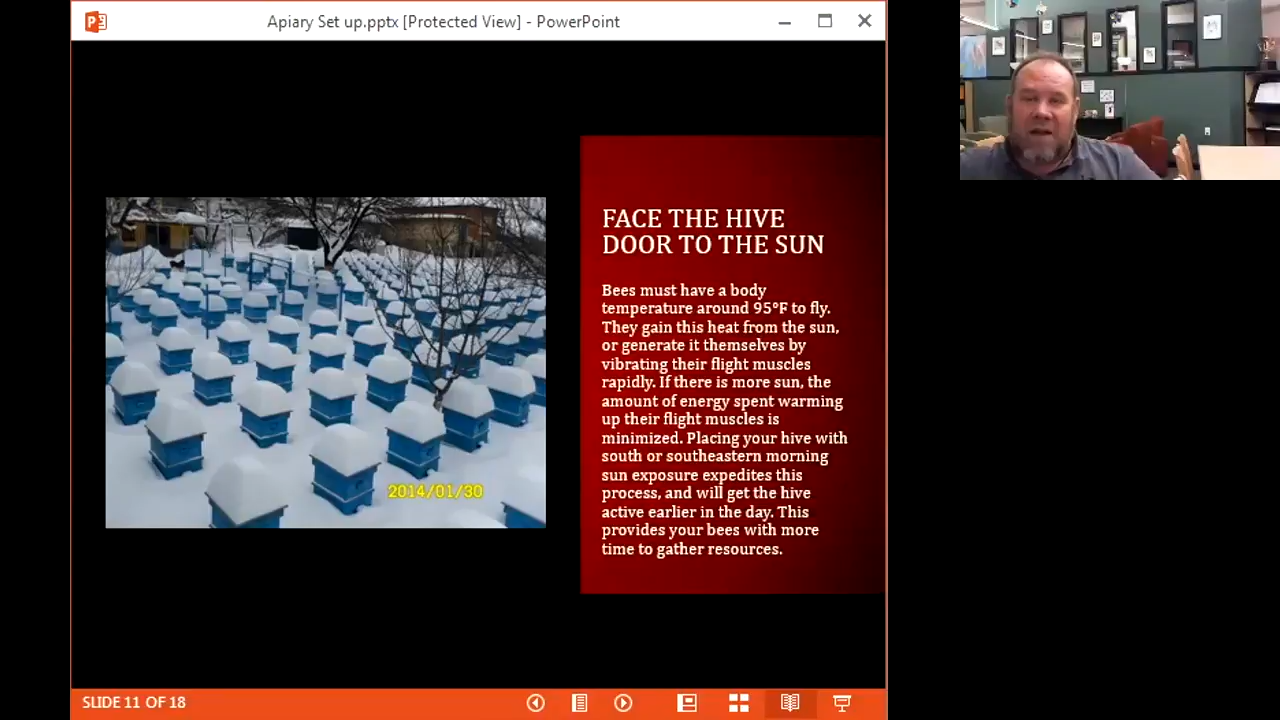 Apiary Set up.pptx [Protected View] - PowerPoint
FACE THE HIVE
DOOR TO THE SUN
Bees must have a body
temperature around 95°F to fly.
They gain this heat from the sun,
or generate it themselves by
vibrating their flight muscles
rapidly. If there is more sun, the
amount of energy spent warming
up their flight muscles is
minimized. Placing your hive with
south or southeastern morning
sun exposure expedites this
process, and will get the hive
active earlier in the day. This
provides your bees with more
time to gather resources.
2014/01/30
SLIDE 11 OF 18